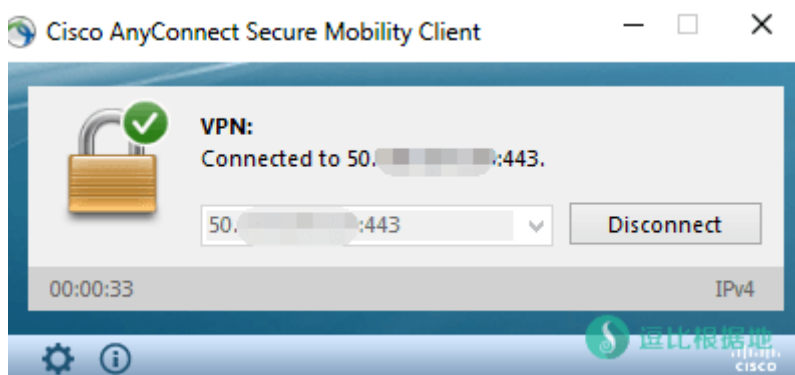 Cisco AnyConnect Secure Mobility Client
VPN:
Connected to 50. :443.
50. :443
Disconnect
00:00:33
IPv4
逗比根据地
CISCO